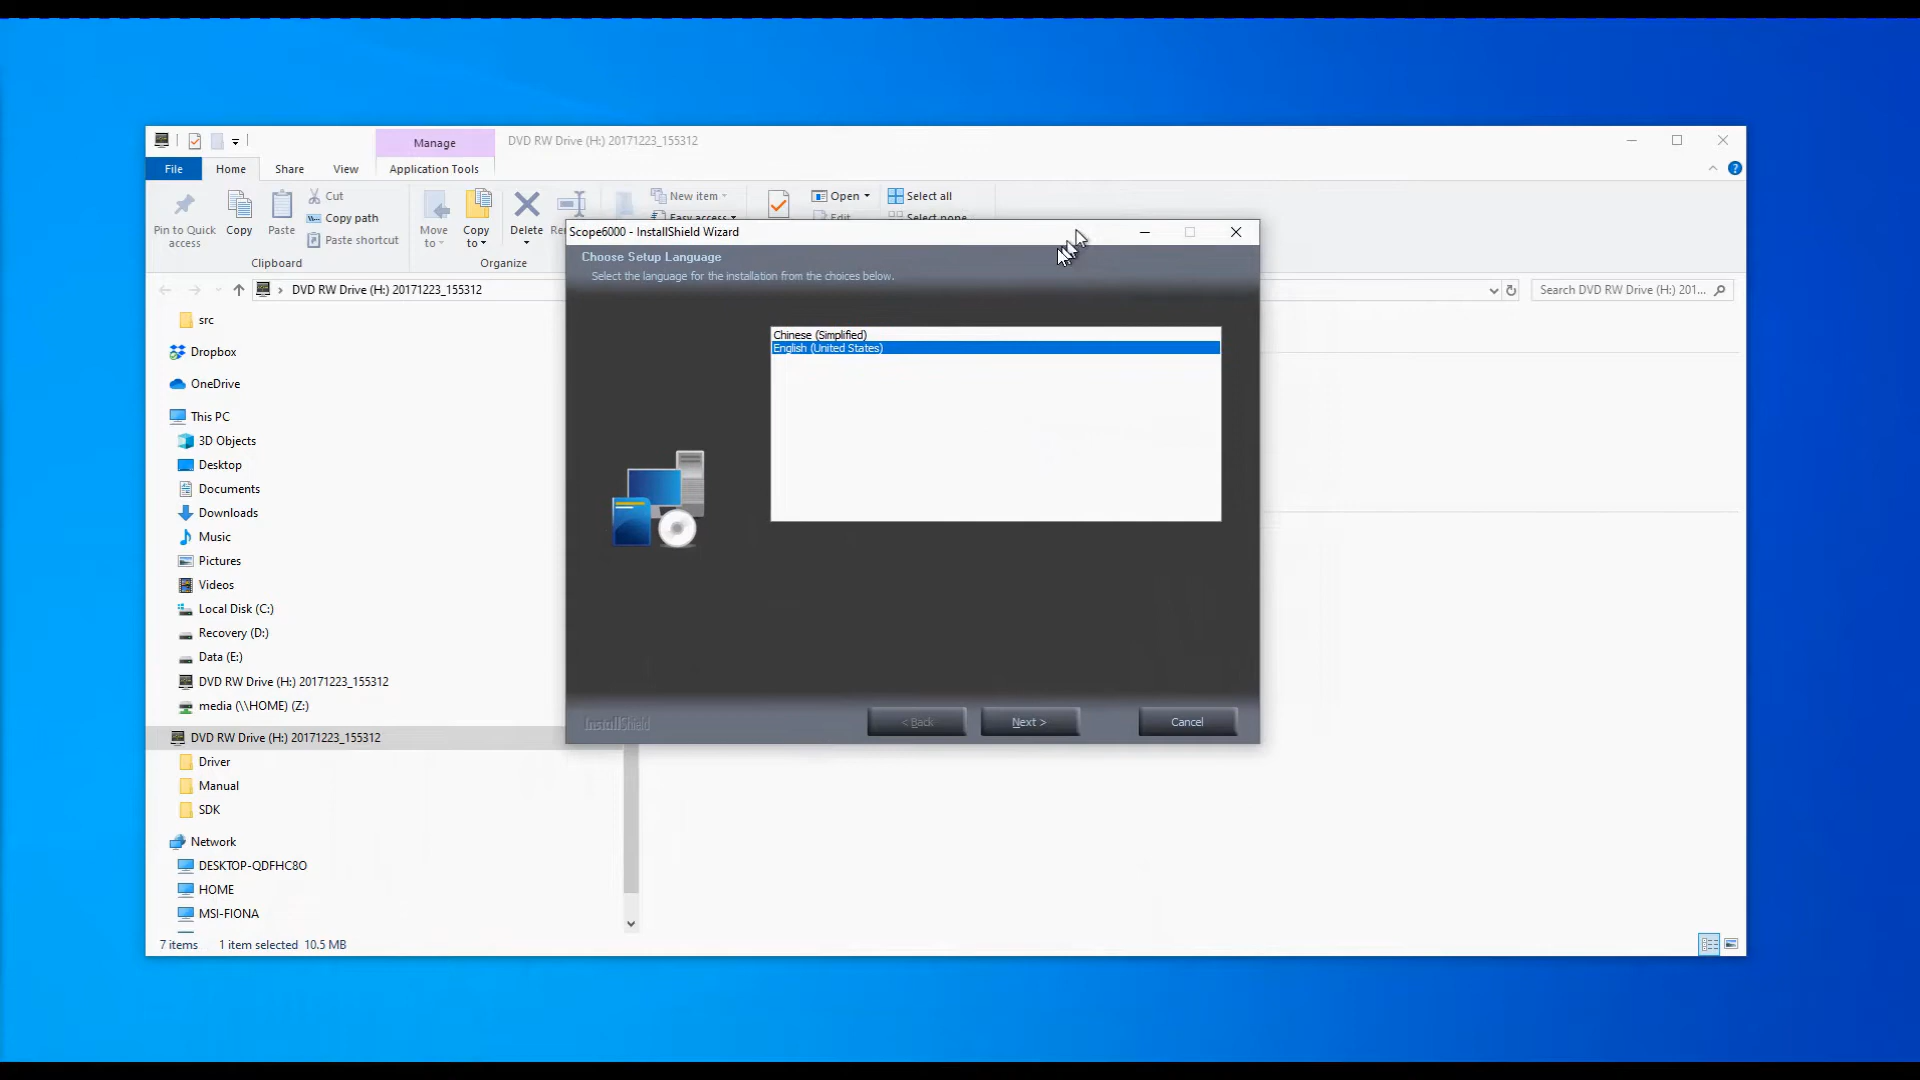 Manage
DVD RW Drive (H:) 20171223_155312
File
Home
Share
View
Application Tools
Pin to Quick access
Copy
Paste
Cut
Copy path
Paste shortcut
Clipboard
Move to
Copy to
Delete
Organize
New item
Easy access
Open
Edit
Select all
Select none
DVD RW Drive (H:) 20171223_155312
Search DVD RW Drive (H:) 201...
Scope6000 - InstallShield Wizard
Choose Setup Language
Select the language for the installation from the choices below.
Chinese (Simplified)
English (United States)
InstallShield
< Back
Next >
Cancel
src
Dropbox
OneDrive
This PC
3D Objects
Desktop
Documents
Downloads
Music
Pictures
Videos
Local Disk (C:)
Recovery (D:)
Data (E:)
DVD RW Drive (H:) 20171223_155312
media (\\HOME) (Z:)
DVD RW Drive (H:) 20171223_155312
Driver
Manual
SDK
Network
DESKTOP-QDFHC8O
HOME
MSI-FIONA
7 items
1 item selected 10.5 MB